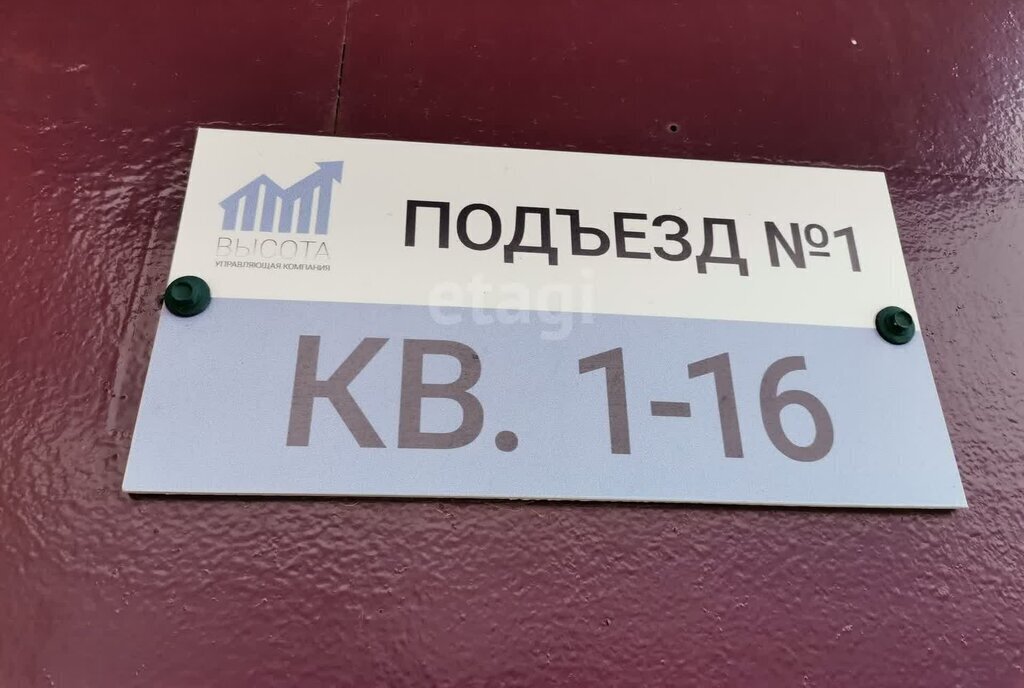 ВЫСОТА
УПРАВЛЯЮЩАЯ КОМПАНИЯ
ПОДЪЕЗД №1
etagi
КВ. 1-16